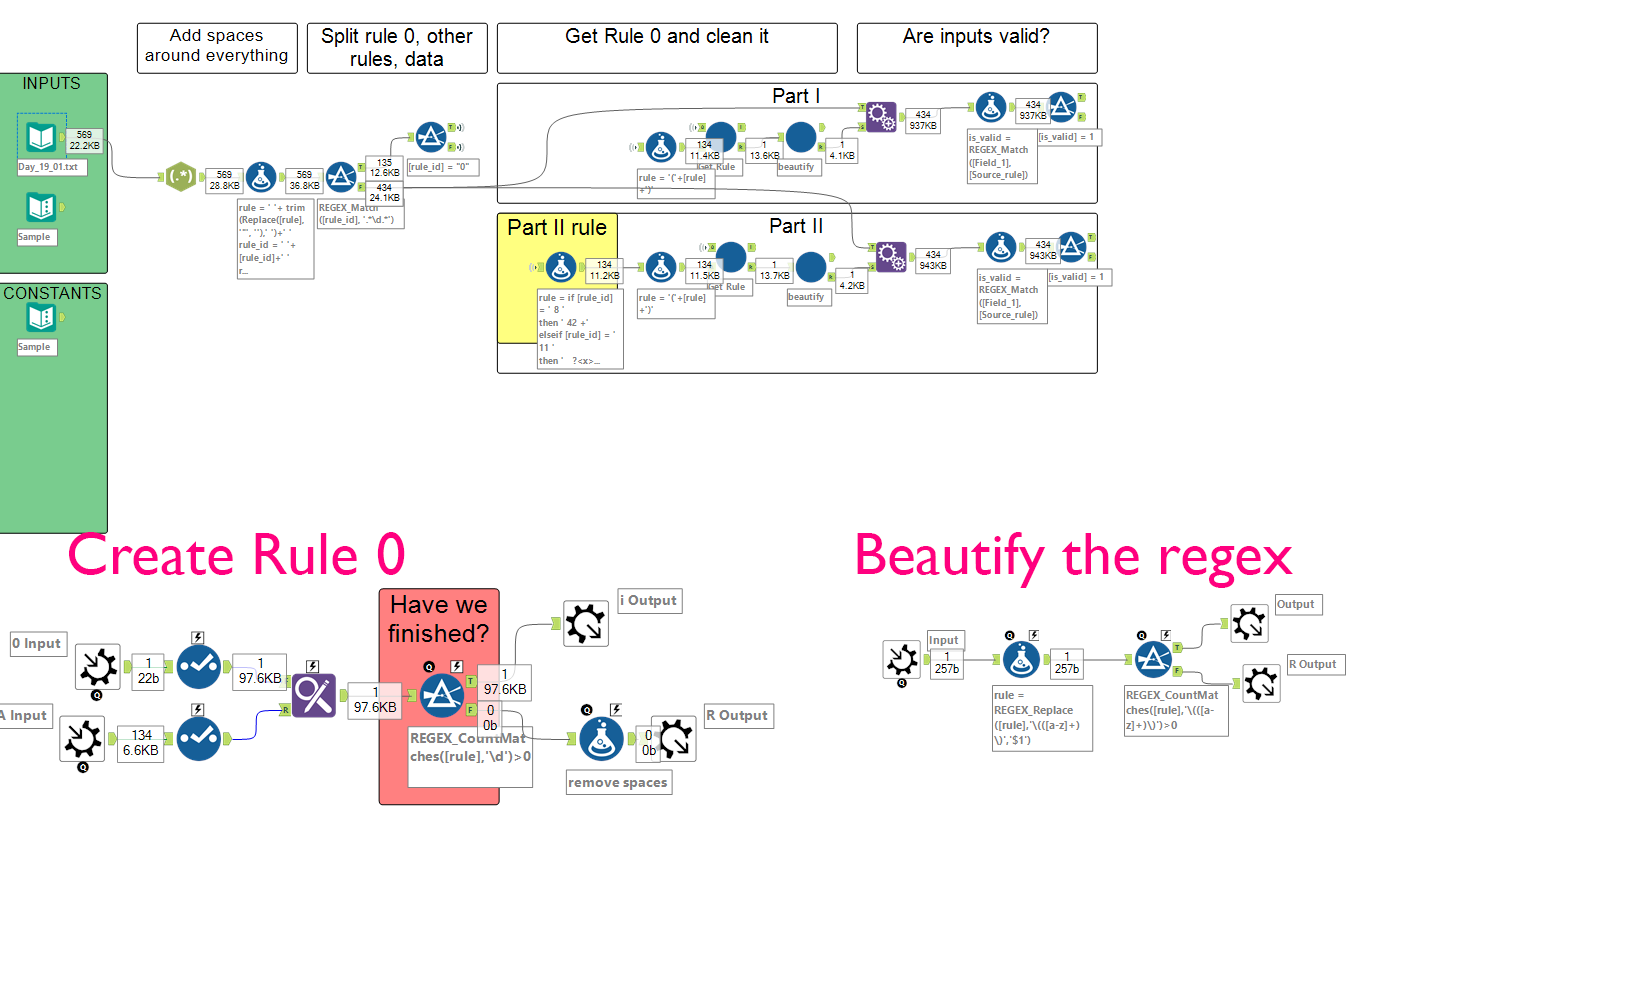 Add spaces
around everything
Split rule 0, other
rules, data
Get Rule 0 and clean it
Are inputs valid?
INPUTS
569
22.2KB
Day_19_01.txt
Sample
CONSTANTS
Sample
569
28.8KB
rule = ' '+ trim
(Replace([rule],
'"', ''),' ')+' '
rule_id = ' '+
[rule_id]+' '
r...
569
36.8KB
REGEX_Match
([rule_id], '.*\d.*')
135
12.6KB
434
24.1KB
[rule_id] = "0"
Part I
rule = '('+[rule]
+')'
134
11.4KB
Get Rule
1
13.6KB
beautify
1
4.1KB
434
937KB
is_valid =
REGEX_Match
([Field_1],
[Source_rule])
434
937KB
[is_valid] = 1
Part II rule
Part II
rule = if [rule_id]
= ' 8 '
then ' 42 +'
elseif [rule_id] = '
11 '
then '  ?<x>...
134
11.2KB
rule = '('+[rule]
+')'
134
11.5KB
Get Rule
1
13.7KB
beautify
1
4.2KB
434
943KB
is_valid =
REGEX_Match
([Field_1],
[Source_rule])
434
943KB
[is_valid] = 1
Create Rule 0
0 Input
1
22b
1
97.6KB
A Input
134
6.6KB
1
97.6KB
Have we
finished?
REGEX_CountMat
ches([rule],'\d')>0
1
97.6KB
0
0b
i Output
remove spaces
0
0b
R Output
Beautify the regex
Input
1
257b
rule =
REGEX_Replace
([rule],'\(([a-z]+)
\)','$1')
1
257b
REGEX_CountMat
ches([rule],'\(([a-
z]+)\)')>0
Output
R Output